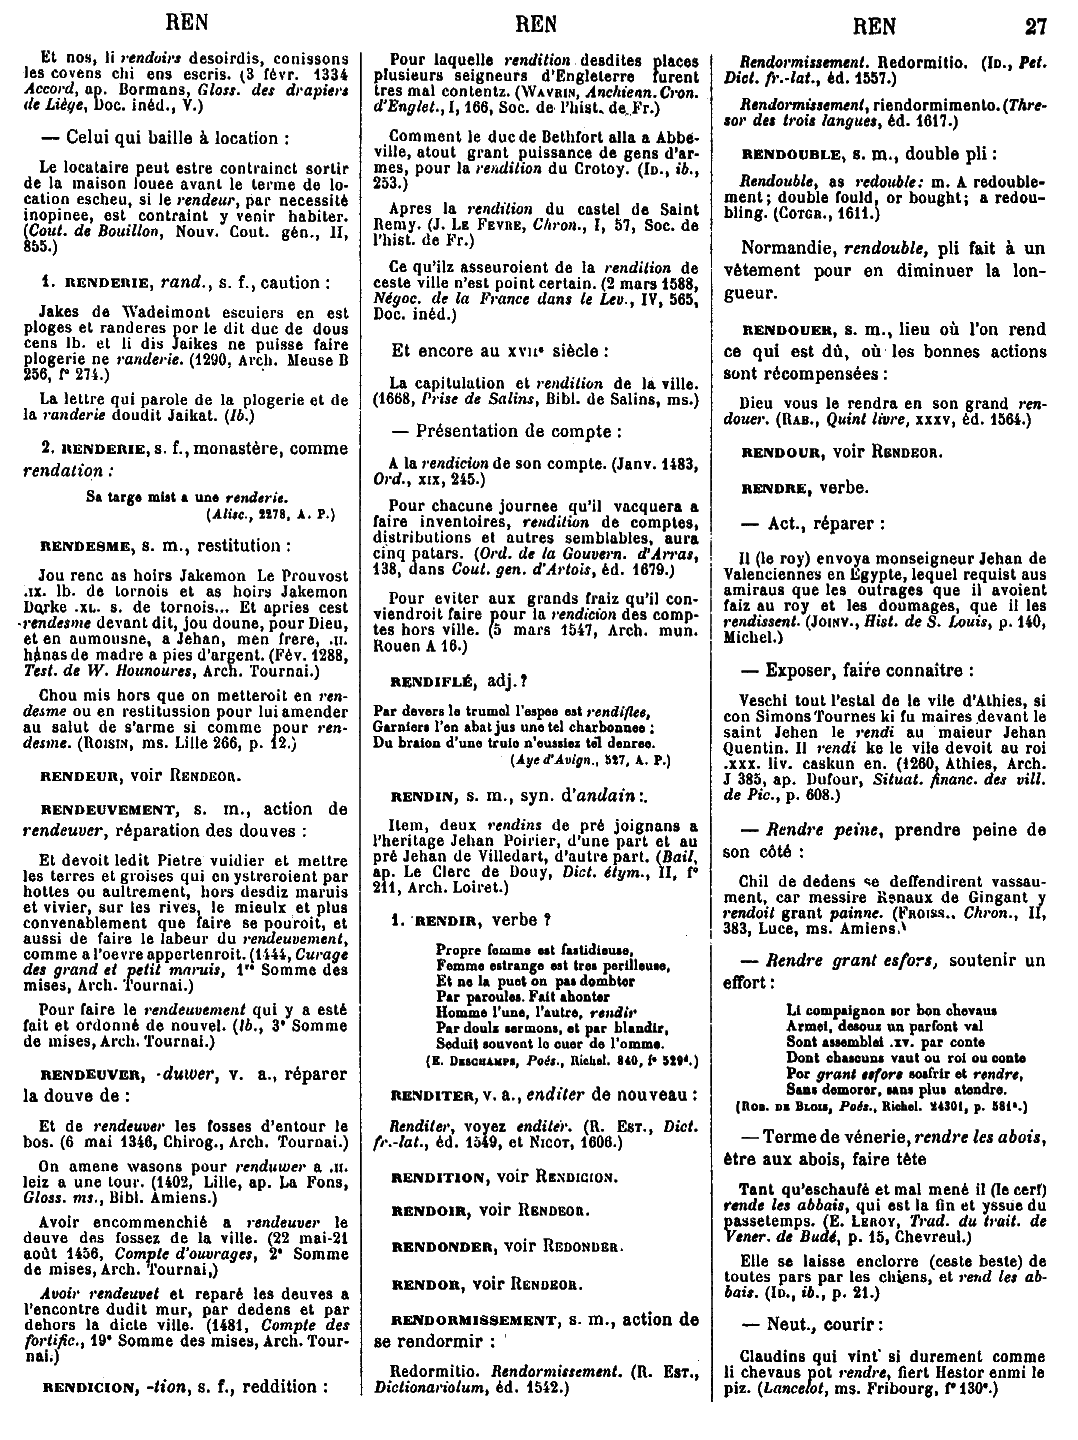 REN
REN
REN
27
Et nos, li rendoirs desoirdis, conissons
les covens chi ens escris. (3 févr. 1334
Accord, ap. Bormans, Gloss. des drapiers
de Liège, Doc. inéd., V.)
— Celui qui baille à location :
Le locataire peut estre contrainct sortir
de la maison louee avant le terme de lo-
cation escheu, si le rendeur, par necessité
inopinee, est contraint y venir habiter.
(Cout. de Bouillon, Nouv. Cout. gén., II,
855.)
1. RENDERIE, rand., s. f., caution :
Jakes de Wadeimont escuiers en est
ploges et randeres por le dit duc de dous
cens lb. et li dis Jaikes ne puisse faire
plogerie ne randerie. (1290, Arch. Meuse B
256, f° 274.)
La lettre qui parole de la plogerie et de
la randerie doudit Jaikat. (Ib.)
2. RENDERIE, s. f., monastère, comme
rendation :
Sa targe mist a une renderie.
(Alisc., 2278, A. P.)
RENDESME, s. m., restitution :
Jou renc as hoirs Jakemon Le Prouvost
.IX. lb. de tornois et as hoirs Jakemon
Dorke .XL. s. de tornois... Et apries cest
rendesme devant dit, jou doune, pour Dieu,
et en aumousne, a Jehan, men frere, .II.
hanas de madre a pies d'argent. (Fév. 1288,
Test. de W. Hounoures, Arch. Tournai.)
Chou mis hors que on metteroit en ren-
desme ou en restitussion pour lui amender
au salut de s'arme si comme pour ren-
desme. (ROISIN, ms. Lille 266, p. 12.)
RENDEUR, voir RENDEOR.
RENDEUVEMENT, s. m., action de
rendeuver, réparation des douves :
Et devoit ledit Pietre vuidier et mettre
les terres et groises qui en ystreroient par
hottes ou aultrement, hors desdiz maruis
et vivier, sur les rives, le mieulx et plus
convenablement que faire se pouroit, et
aussi de faire le labeur du rendeuvement,
comme a l'oevre appertenroit. (1444, Curage
des grand et petit maruis, 1re Somme des
mises, Arch. Tournai.)
Pour faire le rendeuvement qui y a esté
fait et ordonné de nouvel. (Ib., 3e Somme
de mises, Arch. Tournai.)
RENDEUVER, -duwer, v. a., réparer
la douve de :
Et de rendeuver les fosses d'entour le
bos. (6 mai 1346, Chirog., Arch. Tournai.)
On amene wasons pour renduwer a .II.
leiz a une tour. (1402, Lille, ap. La Fons,
Gloss. ms., Bibl. Amiens.)
Avoir encommenchié a rendeuver le
deuve des fossez de la ville. (22 mai-21
août 1456, Compte d'ouvrages, 2e Somme
de mises, Arch. Tournai,)
Avoir rendeuvet et reparé les deuves a
l'encontre dudit mur, par dedens et par
dehors la dicte ville. (1481, Compte des
fortific., 19e Somme des mises, Arch. Tour-
nai.)
RENDICION, -tion, s. f., reddition :
Pour laquelle rendition desdites places
plusieurs seigneurs d'Engleterre furent
tres mal contentz. (WAVRIN, Anchienn. Cron.
d'Englet., I, 166, Soc. de l'hist. de Fr.)
Comment le duc de Bethfort alla a Abbe-
ville, atout grant puissance de gens d'ar-
mes, pour la rendition du Crotoy. (ID., ib.,
253.)
Apres la rendition du castel de Saint
Remy. (J. LE FEVRE, Chron., I, 57, Soc. de
l'hist. de Fr.)
Ce qu'ilz asseuroient de la rendition de
ceste ville n'est point certain. (2 mars 1588,
Négoc. de la France dans le Lev., IV, 565,
Doc. inéd.)
Et encore au XVIIe siècle :
La capitulation et rendition de la ville.
(1668, Prise de Salins, Bibl. de Salins, ms.)
— Présentation de compte :
A la rendicion de son compte. (Janv. 1483,
Ord., XIX, 245.)
Pour chacune journee qu'il vacquera a
faire inventoires, rendition de comptes,
distributions et autres semblables, aura
cinq patars. (Ord. de la Gouvern. d'Arras,
138, dans Cout. gen. d'Artois, éd. 1679.)
Pour eviter aux grands fraiz qu'il con-
viendroit faire pour la rendicion des comp-
tes hors ville. (5 mars 1547, Arch. mun.
Rouen A 16.)
RENDIFLÉ, adj. ?
Par devers le trumel l'espee est rendiflee,
Garniers l'en abat jus une tel charbonnee ;
Du braion d'une truie n'eussiez tel denree.
(Aye d'Avign., 527, A. P.)
RENDIN, s. m., syn. d'andain :
Item, deux rendins de pré joignans a
l'heritage Jehan Poirier, d'une part et au
pré Jehan de Villedart, d'autre part. (Bail,
ap. Le Clerc de Douy, Dict. étym., II, f°
211, Arch. Loiret.)
1. RENDIR, verbe ?
Propre femme est fastidieuse,
Femme estrange est tres perilleuse,
Et ne la puet on pas dombter
Par paroules. Fait ahonter
Homme l'une, l'autre, rendir
Par doulz sermons, et par blandir,
Seduit souvent le cuer de l'omme.
(E. DESCHAMPS, Poés., Richel. 840, f° 529d.)
RENDITER, v. a., enditer de nouveau :
Renditer, voyez enditer. (R. EST., Dict.
fr.-lat., éd. 1549, et NICOT, 1606.)
RENDITION, voir RENDICION.
RENDOIR, voir RENDEOR.
RENDONDER, voir REDONDER.
RENDOR, voir RENDEOR.
RENDORMISSEMENT, s. m., action de
se rendormir :
Redormitio. Rendormissement. (R. EST.,
Dictionariolum, éd. 1542.)
Rendormissement. Redormitio. (ID., Pet.
Dict. fr.-lat., éd. 1557.)
Rendormissement, riendormimento. (Thre-
sor des trois langues, éd. 1617.)
RENDOUBLE, s. m., double pli :
Rendouble, as redouble: m. A redouble-
ment; double fould, or bought; a redou-
bling. (COTGR., 1611.)
Normandie, rendouble, pli fait à un
vêtement pour en diminuer la lon-
gueur.
RENDOUER, s. m., lieu où l'on rend
ce qui est dû, où les bonnes actions
sont récompensées :
Dieu vous le rendra en son grand ren-
douer. (RAB., Quint livre, XXXV, éd. 1564.)
RENDOUR, voir RENDEOR.
RENDRE, verbe.
— Act., réparer :
Il (le roy) envoya monseigneur Jehan de
Valenciennes en Egypte, lequel requist aus
amiraus que les outrages que il avoient
faiz au roy et les doumages, que il les
rendissent. (JOINV., Hist. de S. Louis, p. 140,
Michel.)
— Exposer, faire connaître :
Veschi tout l'estal de le vile d'Athies, si
con Simons Tournes ki fu maires devant le
saint Jehen le rendi au maieur Jehan
Quentin. Il rendi ke le vile devoit au roi
.XXX. liv. caskun en. (1260, Athies, Arch.
J 385, ap. Dufour, Situat. financ. des vill.
de Pic., p. 608.)
— Rendre peine, prendre peine de
son côté :
Chil de dedens se deffendirent vassau-
ment, car messire Renaux de Gingant y
rendoit grant painne. (FROISS., Chron., II,
383, Luce, ms. Amiens.)
— Rendre grant esfors, soutenir un
effort :
Li compaignon sor bon chevaus
Armei, desouz un parfont val
Sont assemblei .XV. par conte
Dont chascuns vaut ou roi ou conte
Por grant esfors sosfrir et rendre,
Sans demorer, sans plus atendre.
(ROB. DE BLOIS, Poés., Richel. 24301, p. 581a.)
— Terme de vénerie, rendre les abois,
être aux abois, faire tête
Tant qu'eschaufé et mal mené il (le cerf)
rende les abbais, qui est la fin et yssue du
passetemps. (E. LEROY, Trad. du trait. de
Vener. de Budé, p. 15, Chevreul.)
Elle se laisse enclorre (ceste beste) de
toutes pars par les chiens, et rend les ab-
bais. (ID., ib., p. 21.)
— Neut., courir :
Claudins qui vint si durement comme
li chevaus pot rendre, fiert Hestor enmi le
piz. (Lancelot, ms. Fribourg, f° 130c.)